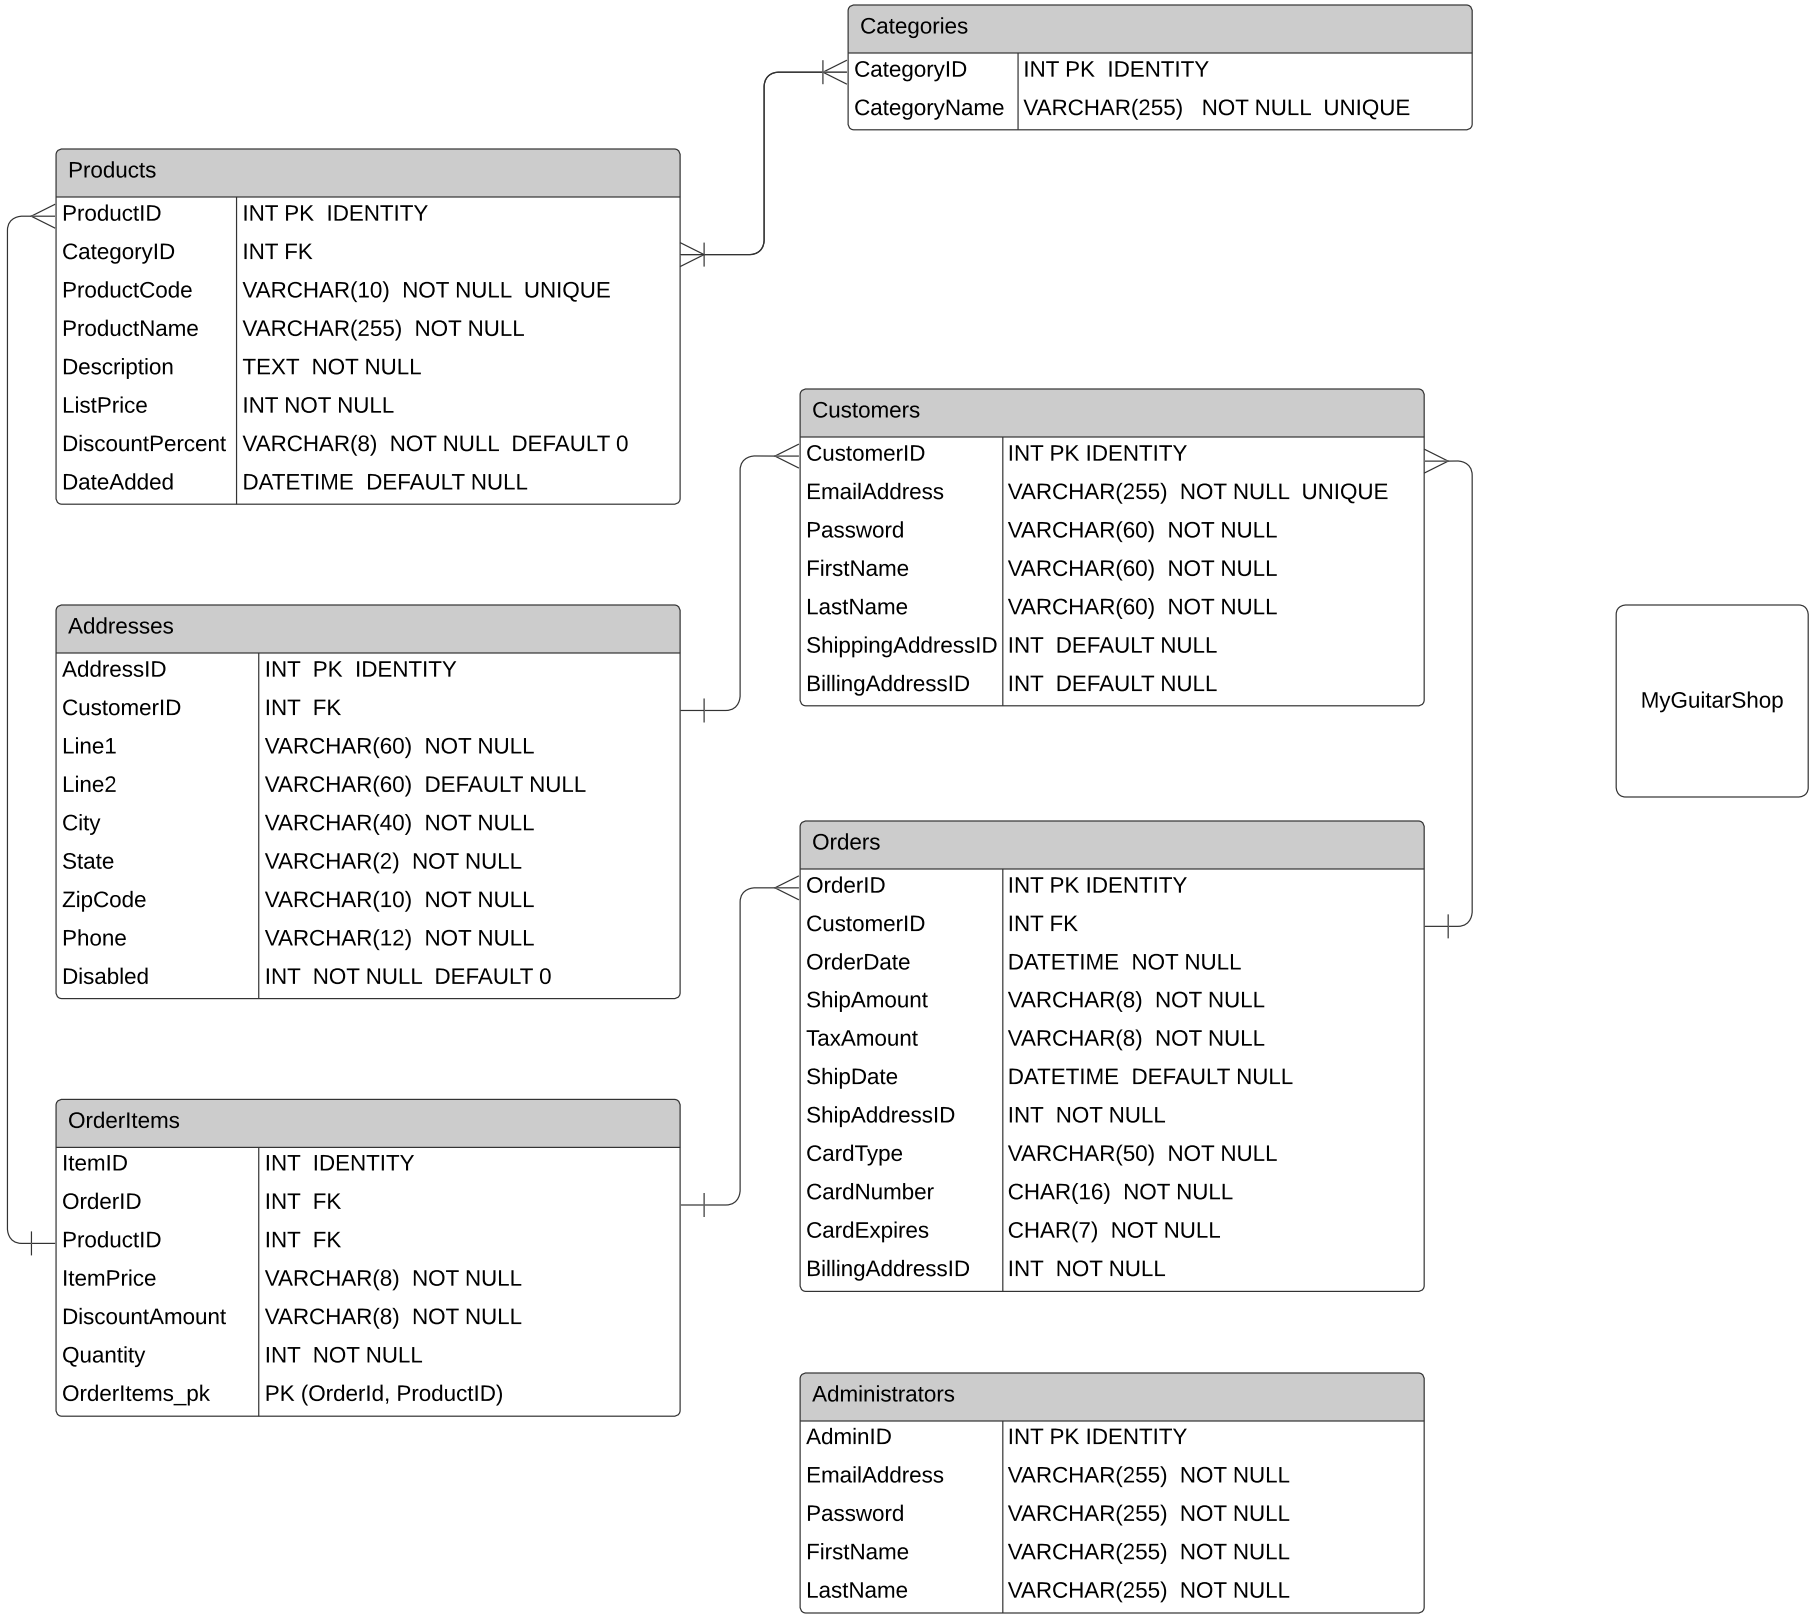 Categories
CategoryID INT PK IDENTITY
CategoryName VARCHAR(255) NOT NULL UNIQUE
Products
ProductID INT PK IDENTITY
CategoryID INT FK
ProductCode VARCHAR(10) NOT NULL UNIQUE
ProductName VARCHAR(255) NOT NULL
Description TEXT NOT NULL
ListPrice INT NOT NULL
DiscountPercent VARCHAR(8) NOT NULL DEFAULT 0
DateAdded DATETIME DEFAULT NULL
Customers
CustomerID INT PK IDENTITY
EmailAddress VARCHAR(255) NOT NULL UNIQUE
Password VARCHAR(60) NOT NULL
FirstName VARCHAR(60) NOT NULL
LastName VARCHAR(60) NOT NULL
ShippingAddressID INT DEFAULT NULL
BillingAddressID INT DEFAULT NULL
Addresses
AddressID INT PK IDENTITY
CustomerID INT FK
Line1 VARCHAR(60) NOT NULL
Line2 VARCHAR(60) DEFAULT NULL
City VARCHAR(40) NOT NULL
State VARCHAR(2) NOT NULL
ZipCode VARCHAR(10) NOT NULL
Phone VARCHAR(12) NOT NULL
Disabled INT NOT NULL DEFAULT 0
MyGuitarShop
Orders
OrderID INT PK IDENTITY
CustomerID INT FK
OrderDate DATETIME NOT NULL
ShipAmount VARCHAR(8) NOT NULL
TaxAmount VARCHAR(8) NOT NULL
ShipDate DATETIME DEFAULT NULL
ShipAddressID INT NOT NULL
CardType VARCHAR(50) NOT NULL
CardNumber CHAR(16) NOT NULL
CardExpires CHAR(7) NOT NULL
BillingAddressID INT NOT NULL
OrderItems
ItemID INT IDENTITY
OrderID INT FK
ProductID INT FK
ItemPrice VARCHAR(8) NOT NULL
DiscountAmount VARCHAR(8) NOT NULL
Quantity INT NOT NULL
OrderItems_pk PK (OrderId, ProductID)
Administrators
AdminID INT PK IDENTITY
EmailAddress VARCHAR(255) NOT NULL
Password VARCHAR(255) NOT NULL
FirstName VARCHAR(255) NOT NULL
LastName VARCHAR(255) NOT NULL